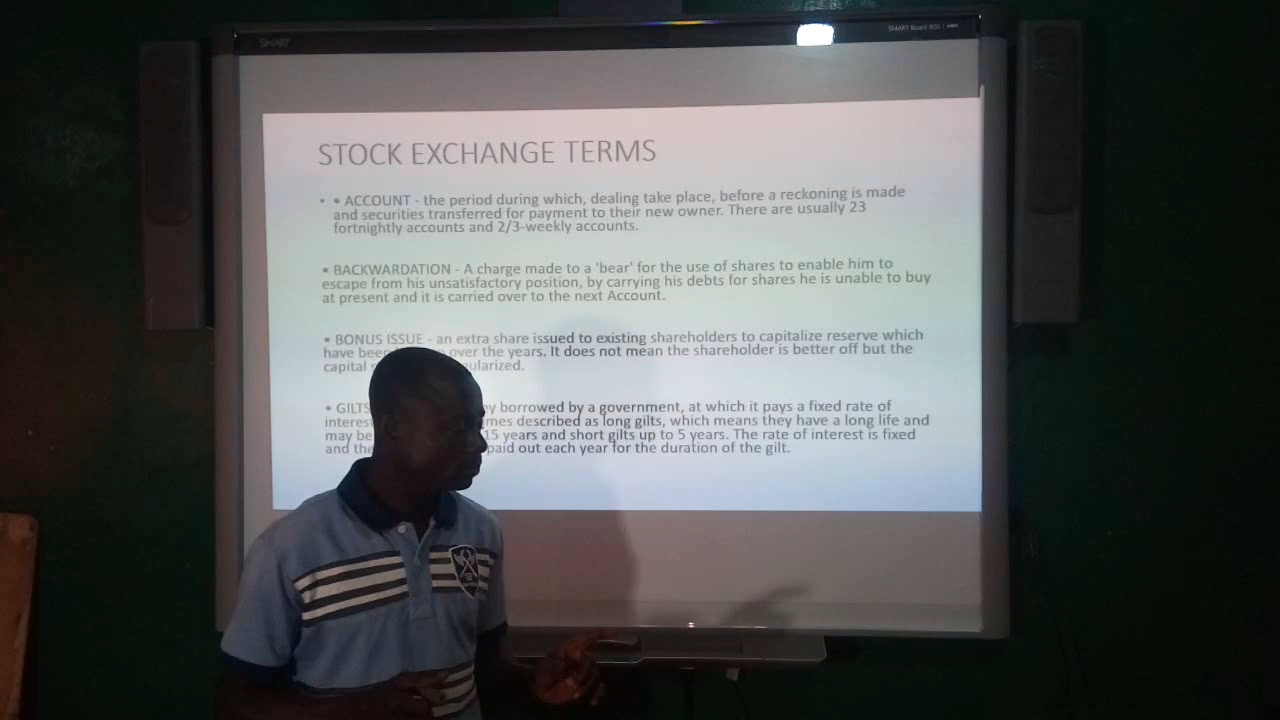 SMART
SMART Board
STOCK EXCHANGE TERMS
• • ACCOUNT - the period during which, dealing take place, before a reckoning is made
and securities transferred for payment to their new owner. There are usually 23
fortnightly accounts and 2/3-weekly accounts.
• BACKWARDATION - A charge made to a 'bear' for the use of shares to enable him to
escape from his unsatisfactory position, by carrying his debts for shares he is unable to buy
at present and it is carried over to the next Account.
• BONUS ISSUE - an extra share issued to existing shareholders to capitalize reserve which
have been over the years. It does not mean the shareholder is better off but the
capital
• GILTS borrowed by a government, at which it pays a fixed rate of
described as long gilts, which means they have a long life and
may be 15 years and short gilts up to 5 years. The rate of interest is fixed
and paid out each year for the duration of the gilt.